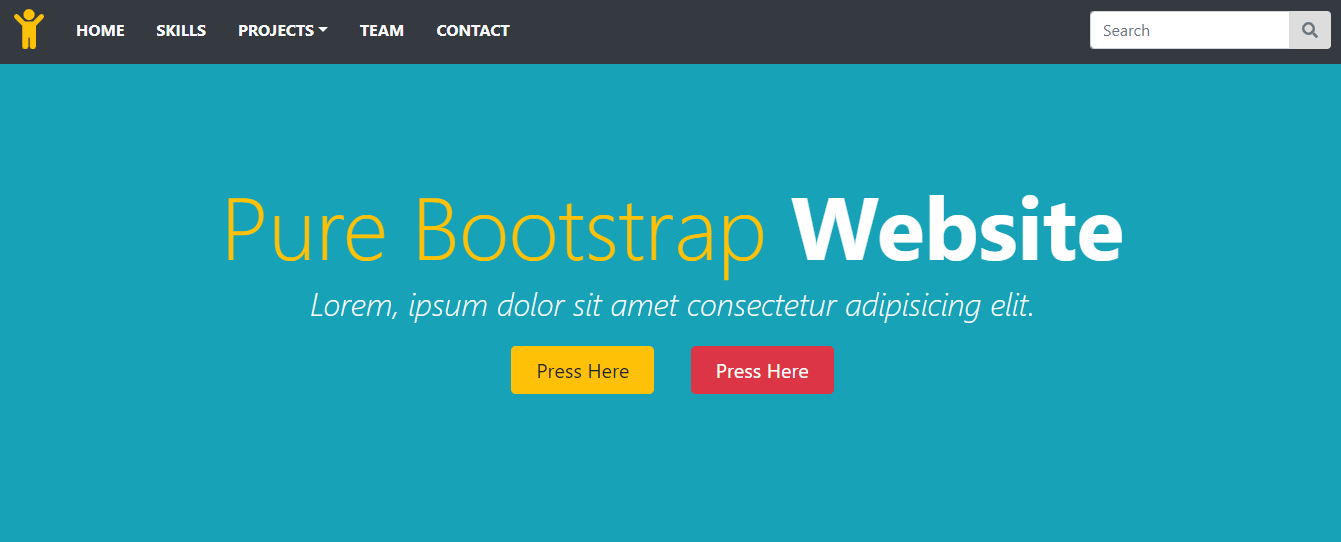 HOME SKILLS PROJECTS TEAM CONTACT Search
Pure Bootstrap Website
Lorem, ipsum dolor sit amet consectetur adipisicing elit.
Press Here Press Here